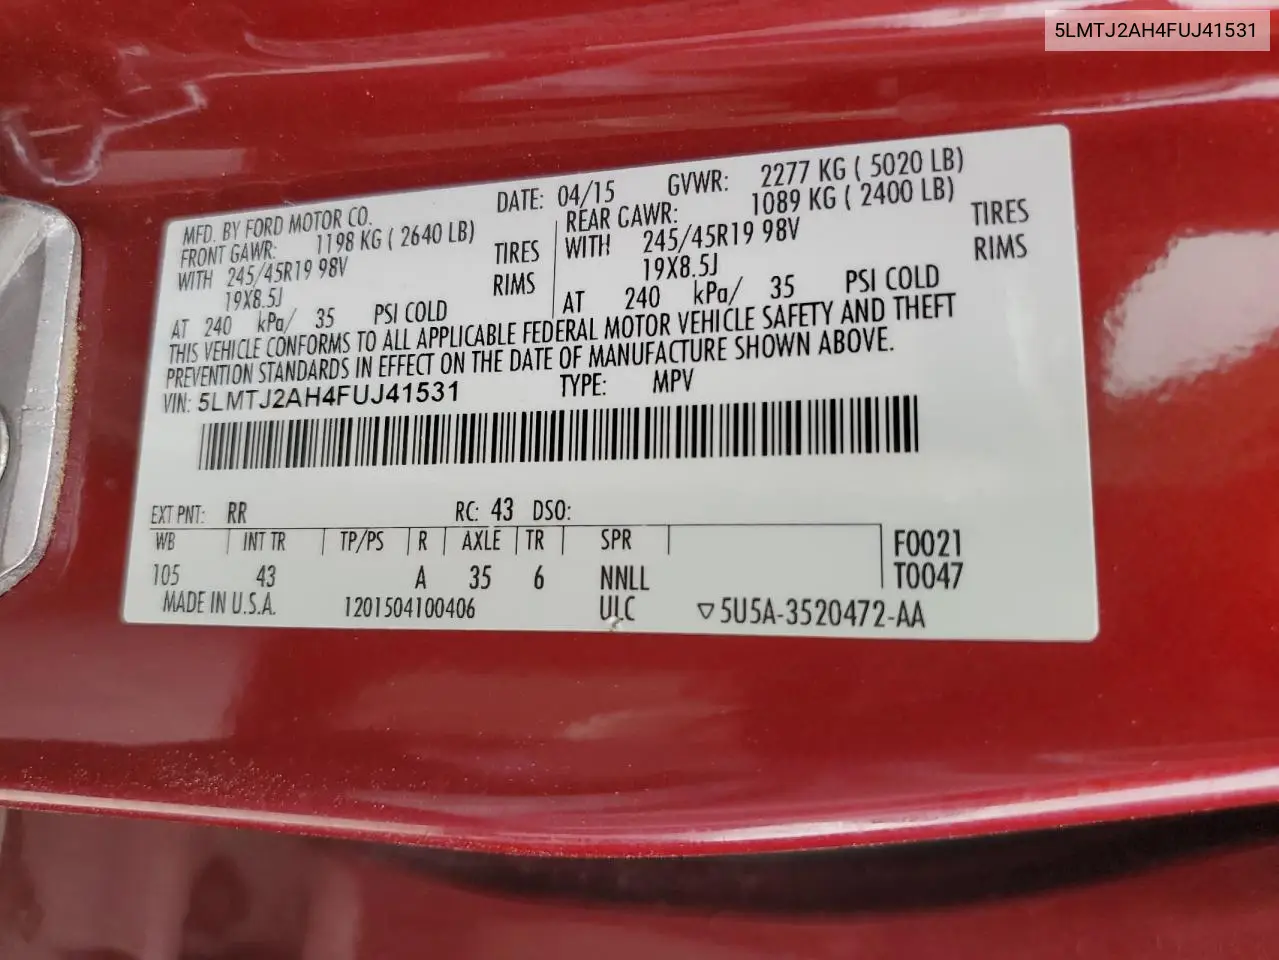 5LMTJ2AH4FUJ41531
MFD. BY FORD MOTOR CO. DATE: 04/15 GVWR: 2277 KG ( 5020 LB)
FRONT GAWR: 1198 KG ( 2640 LB) REAR GAWR: 1089 KG ( 2400 LB)
WITH 245/45R19 98V TIRES WITH 245/45R19 98V TIRES
19X8.5J RIMS 19X8.5J RIMS
AT 240 kPa/ 35 PSI COLD AT 240 kPa/ 35 PSI COLD
THIS VEHICLE CONFORMS TO ALL APPLICABLE FEDERAL MOTOR VEHICLE SAFETY AND THEFT
PREVENTION STANDARDS IN EFFECT ON THE DATE OF MANUFACTURE SHOWN ABOVE.
VIN: 5LMTJ2AH4FUJ41531 TYPE: MPV
EXT PNT: RR RC: 43 DSO:
WB INT TR TP/PS R AXLE TR SPR F0021
105 43 A 35 6 NNLL T0047
MADE IN U.S.A. 1201504100406 ULC ▽5U5A-3520472-AA